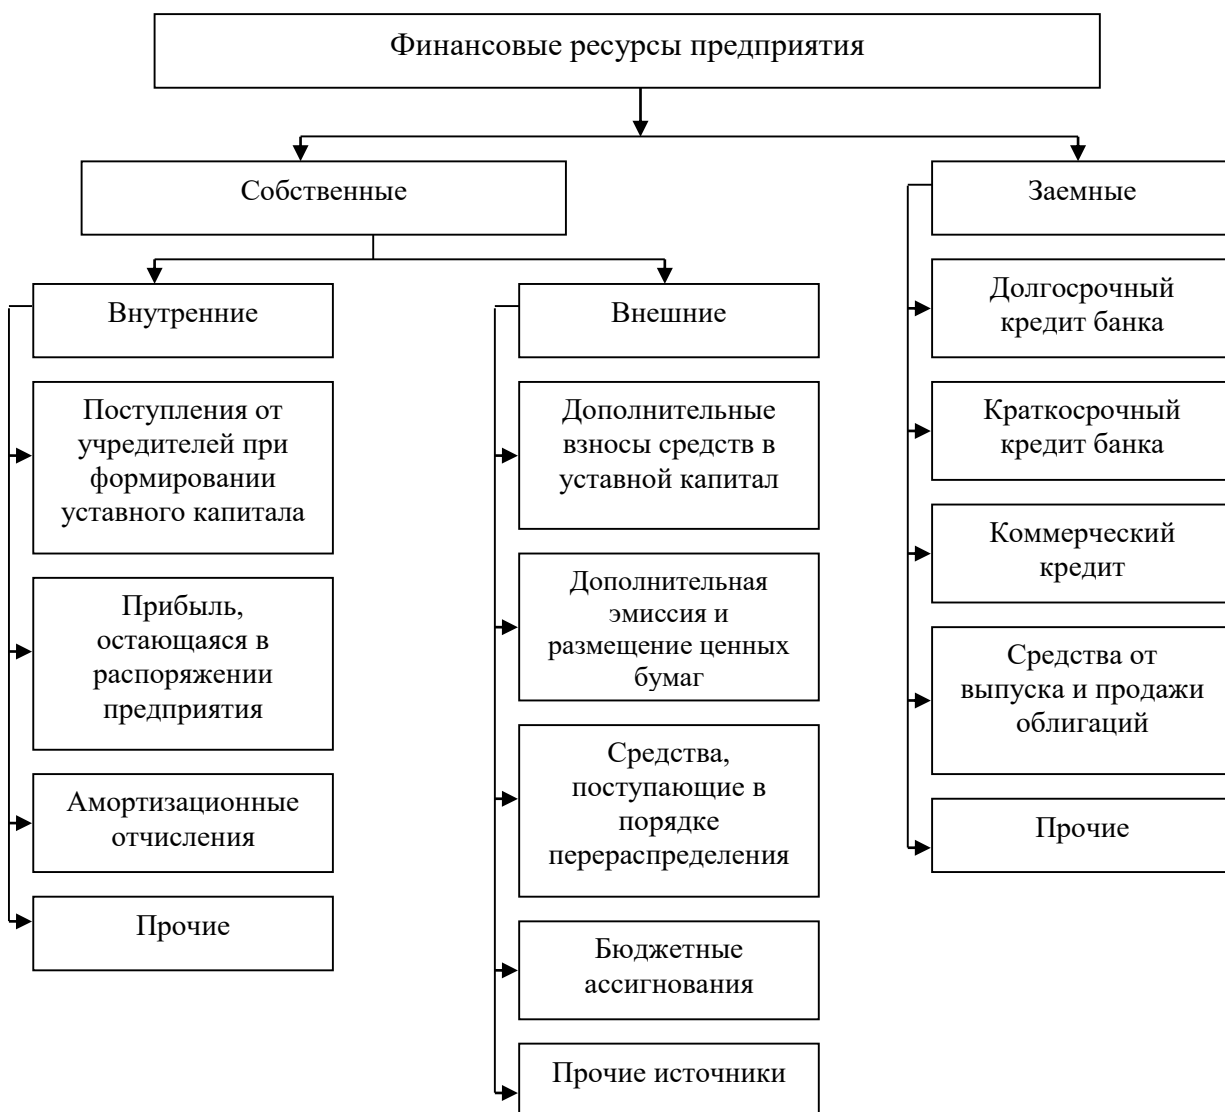 Финансовые ресурсы предприятия
Собственные
Заемные
Внутренние
Внешние
Поступления от
учредителей при
формировании
уставного капитала
Прибыль,
остающаяся в
распоряжении
предприятия
Амортизационные
отчисления
Прочие
Дополнительные
взносы средств в
уставной капитал
Дополнительная
эмиссия и
размещение ценных
бумаг
Средства,
поступающие в
порядке
перераспределения
Бюджетные
ассигнования
Прочие источники
Долгосрочный
кредит банка
Краткосрочный
кредит банка
Коммерческий
кредит
Средства от
выпуска и продажи
облигаций
Прочие